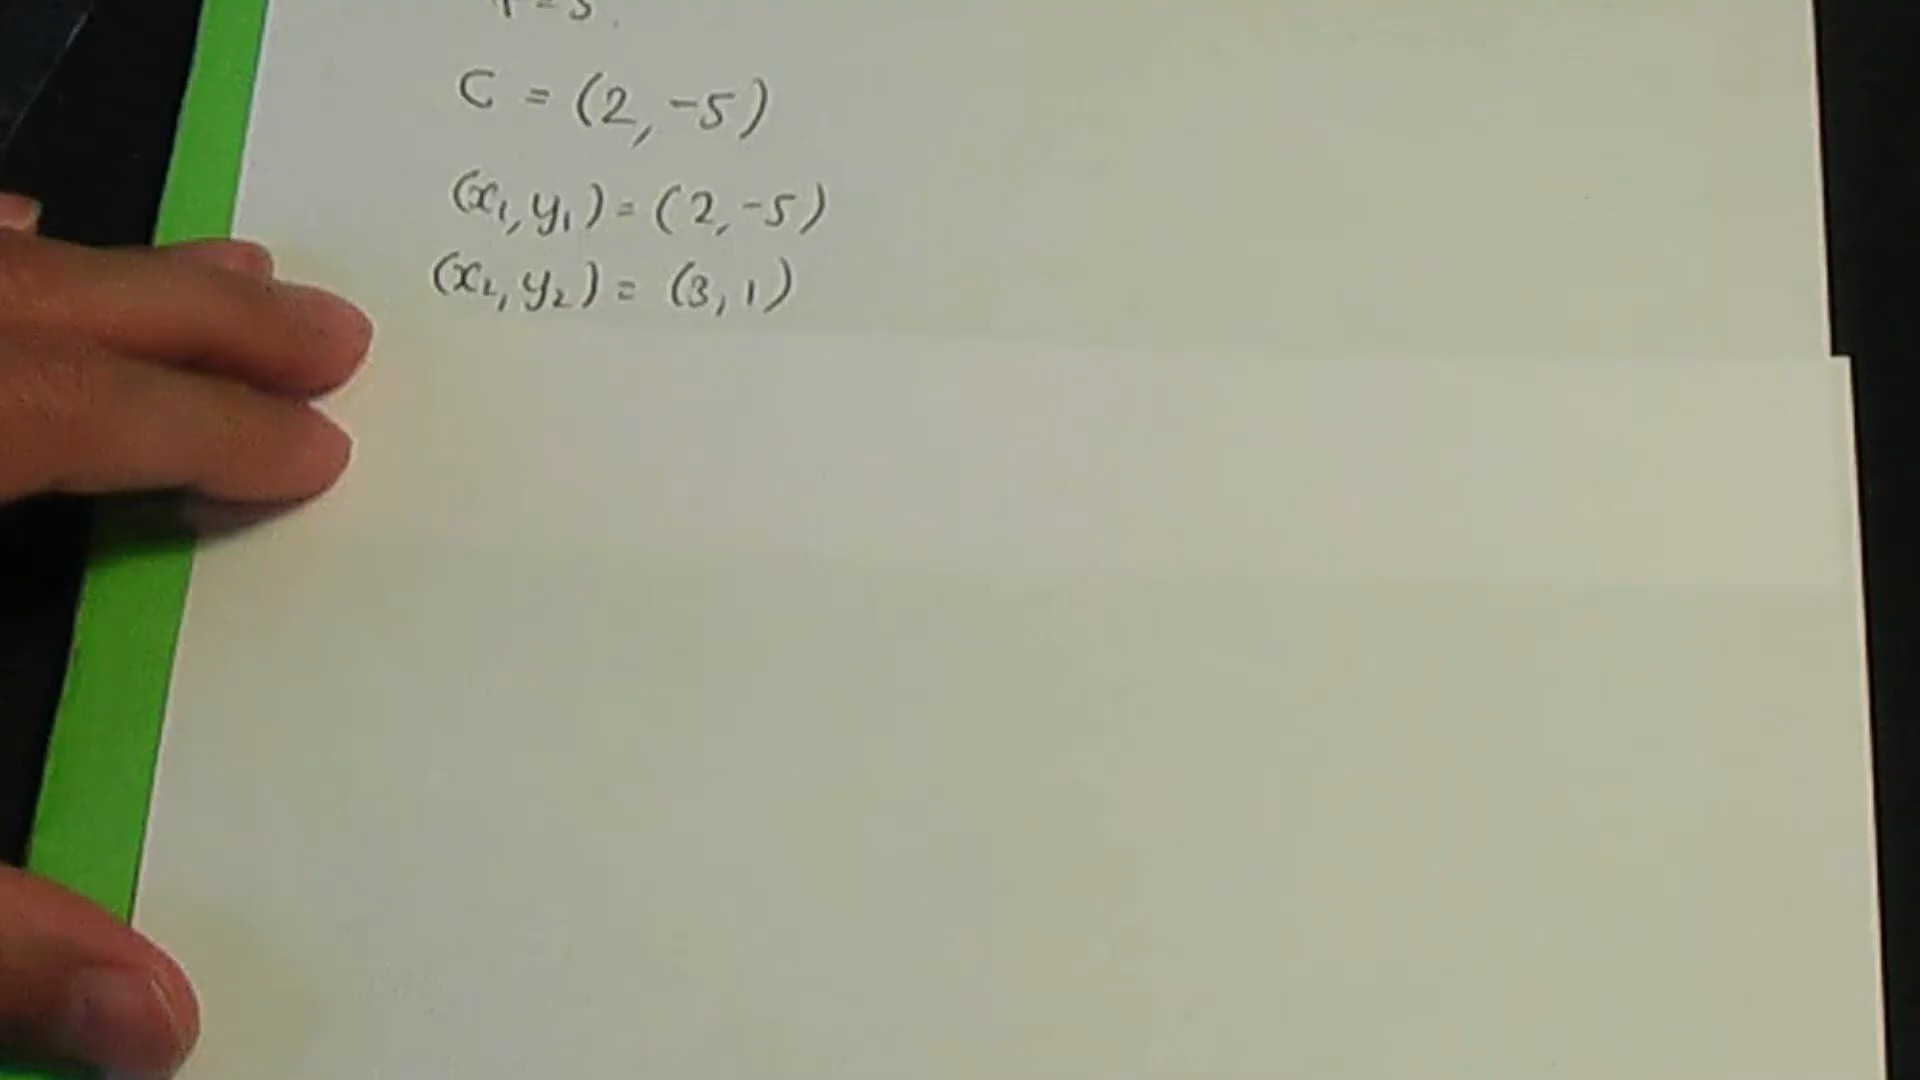 C = (2, -5)
(x₁, y₁) = (2, -5)
(x₂, y₂) = (3, 1)